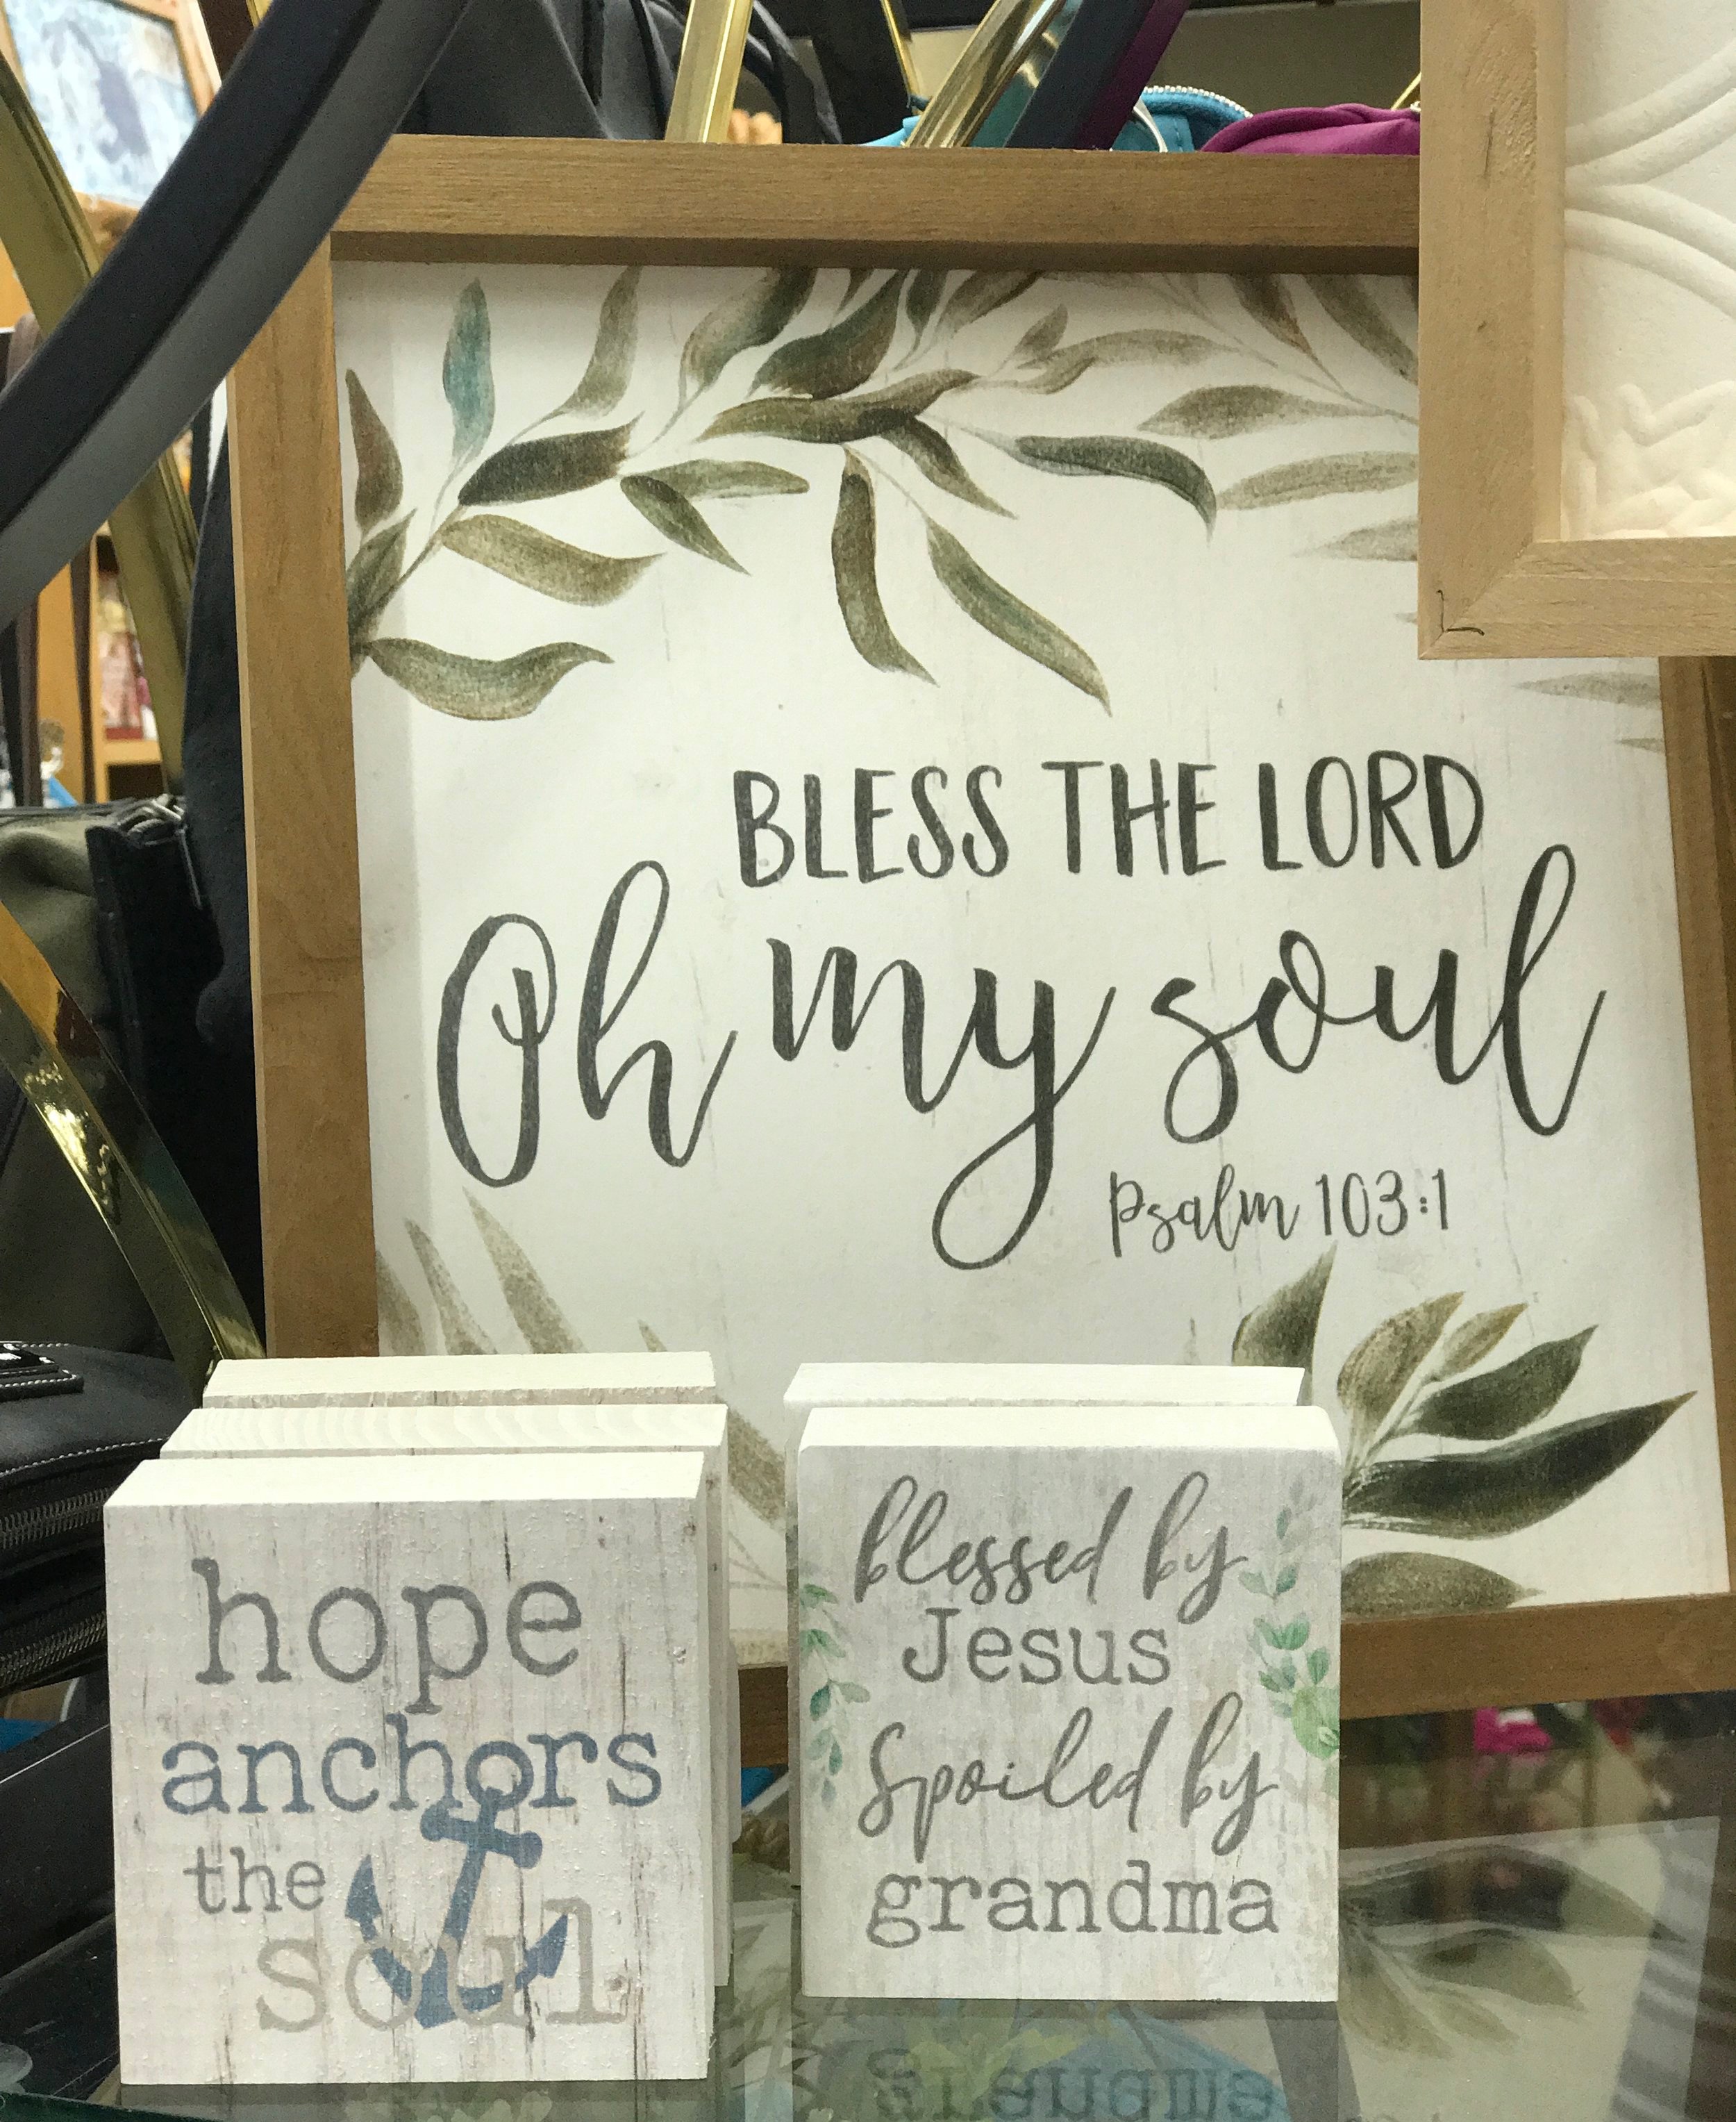 BLESS THE LORD
Oh my soul
Psalm 103:1
hope
anchors
the
soul
blessed by
Jesus
Spoiled by
grandma